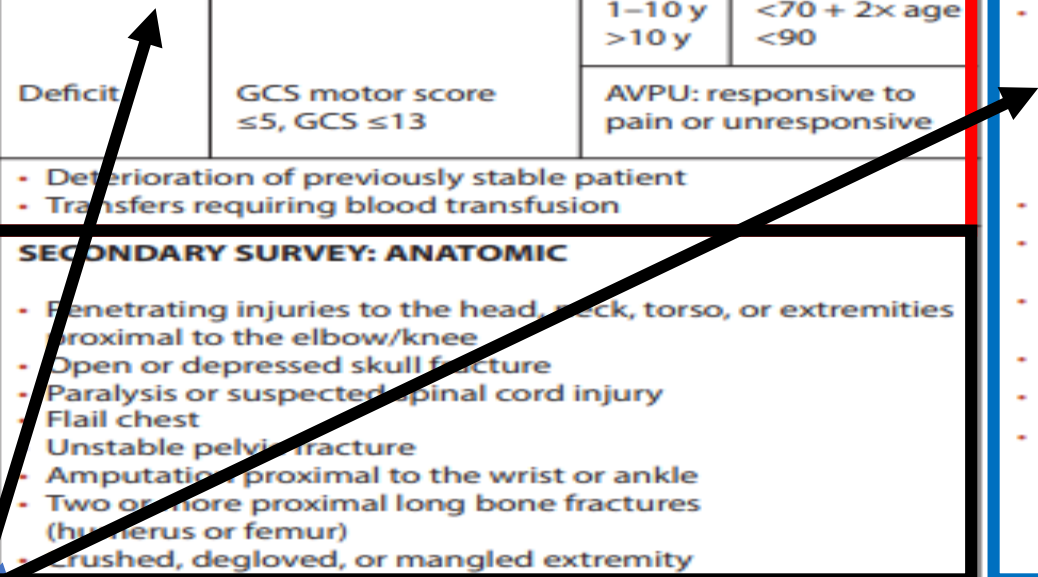 1–10 y <70 + 2x age
>10 y <90
Deficit GCS motor score AVPU: responsive to
≤5, GCS ≤13 pain or unresponsive
• Deterioration of previously stable patient
• Transfers requiring blood transfusion
SECONDARY SURVEY: ANATOMIC
• Penetrating injuries to the head, neck, torso, or extremities
proximal to the elbow/knee
• Open or depressed skull fracture
• Paralysis or suspected spinal cord injury
• Flail chest
Unstable pelvic fracture
• Amputation proximal to the wrist or ankle
• Two or more proximal long bone fractures
(humerus or femur)
• Crushed, degloved, or mangled extremity